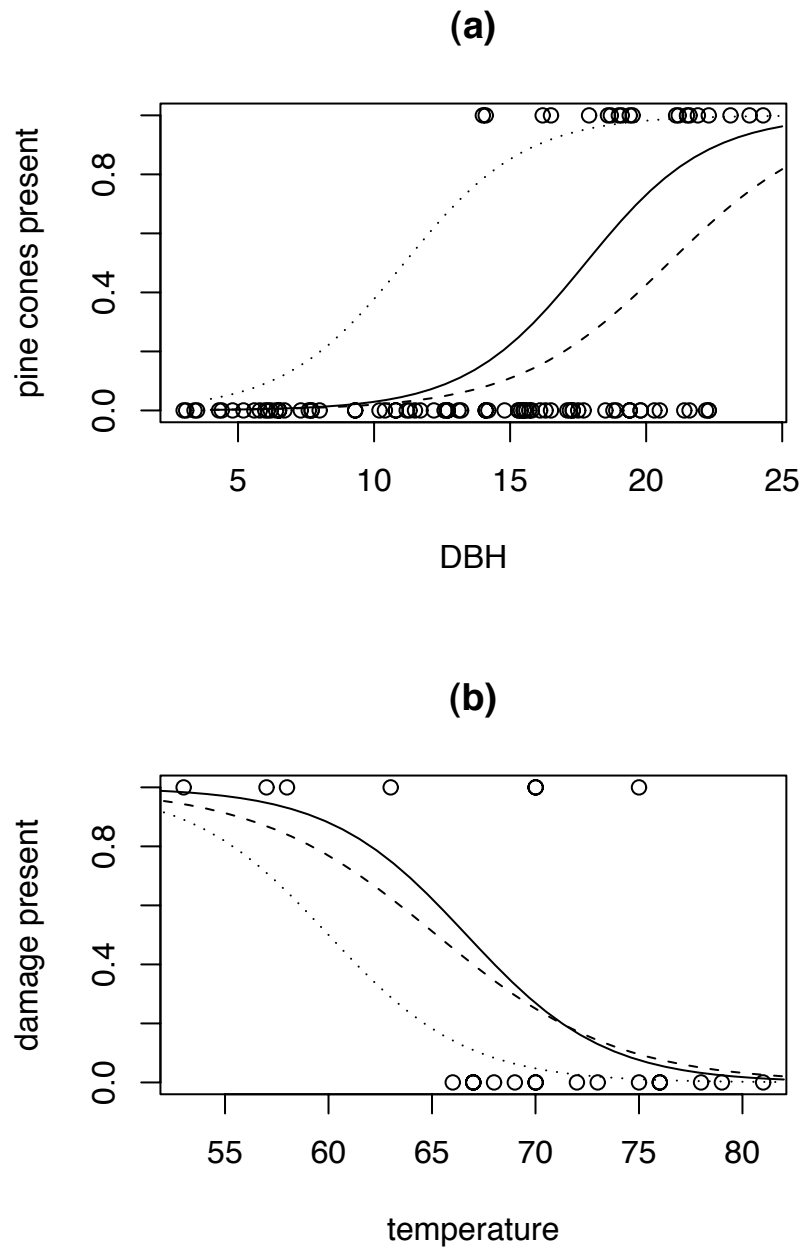 (a)
pine cones present
0.0
0.4
0.8
5 10 15 20 25
DBH
(b)
damage present
0.0
0.4
0.8
55 60 65 70 75 80
temperature